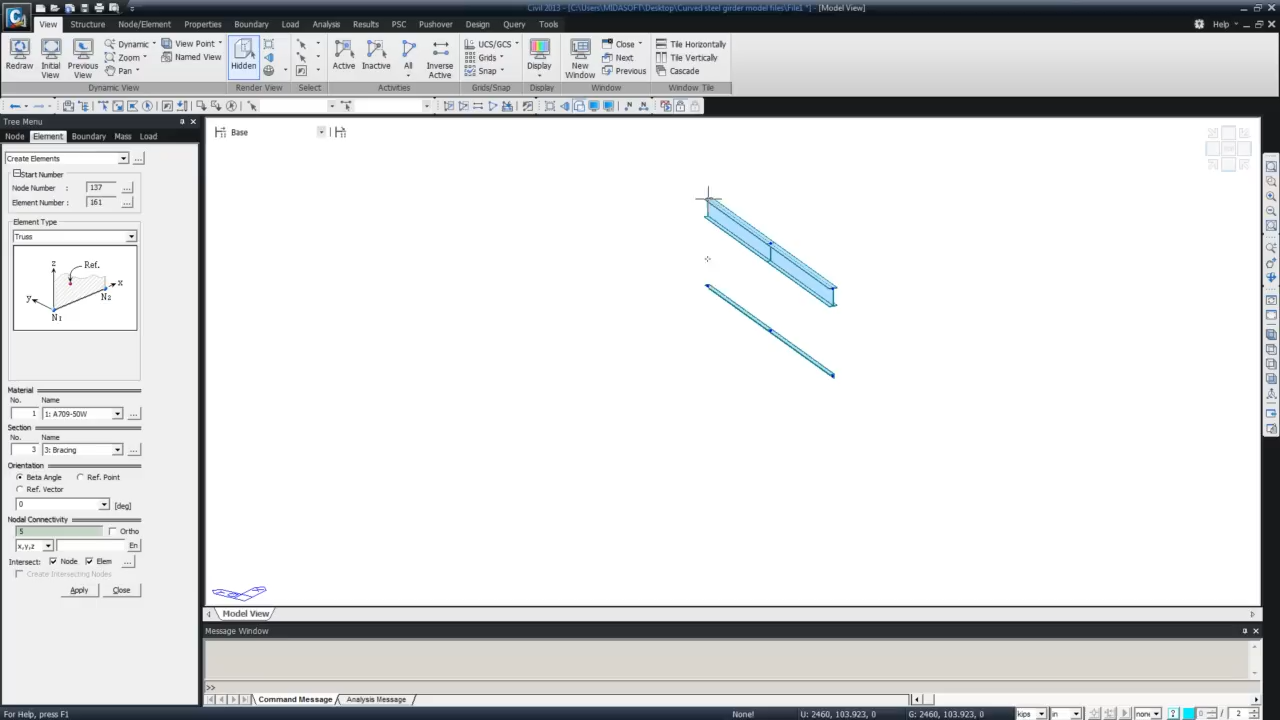 Civil 2013 - [C:\Users\MIDASOFT\Desktop\Curved steel girder model files\File1 *] - [Model View]
View Structure Node/Element Properties Boundary Load Analysis Results PSC Pushover Design Query Tools Help
Redraw Initial View Previous View Dynamic Zoom Pan View Point Named View Hidden Active Inactive All Inverse Active UCS/GCS Grids Snap Display New Window Close Next Previous Tile Horizontally Tile Vertically Cascade
Dynamic View Render View Select Activities Grids/Snap Display Window Window Tile
Tree Menu
Node Element Boundary Mass Load
Base
Create Elements
Start Number
Node Number : 137
Element Number : 161
Element Type
Truss
z Ref. x y N1 N2
Material
No. Name
1 1: A709-50W
Section
No. Name
3 3: Bracing
Orientation
Beta Angle Ref. Point
Ref. Vector
0 [deg]
Nodal Connectivity
5 Ortho
x,y,z En
Intersect: Node Elem
Create Intersecting Nodes
Apply Close
Model View
Message Window
>>
Command Message Analysis Message
For Help, press F1 None! U: 2460, 103.923, 0 G: 2460, 103.923, 0 kips in none 0 / 2